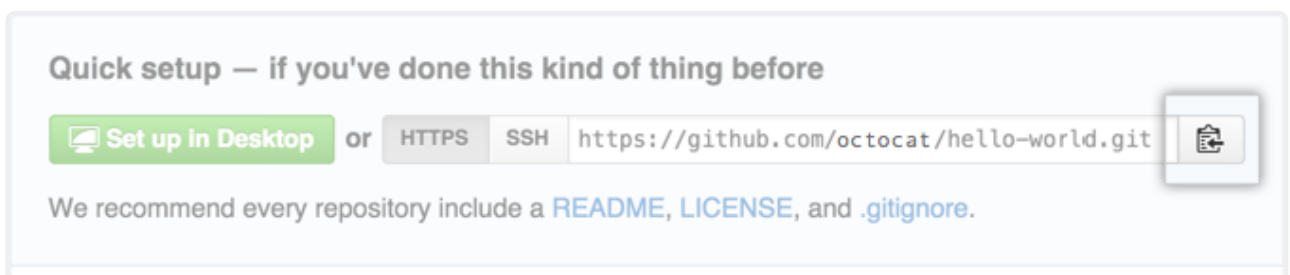 Quick setup — if you've done this kind of thing before
Set up in Desktop or HTTPS SSH https://github.com/octocat/hello-world.git
We recommend every repository include a README, LICENSE, and .gitignore.